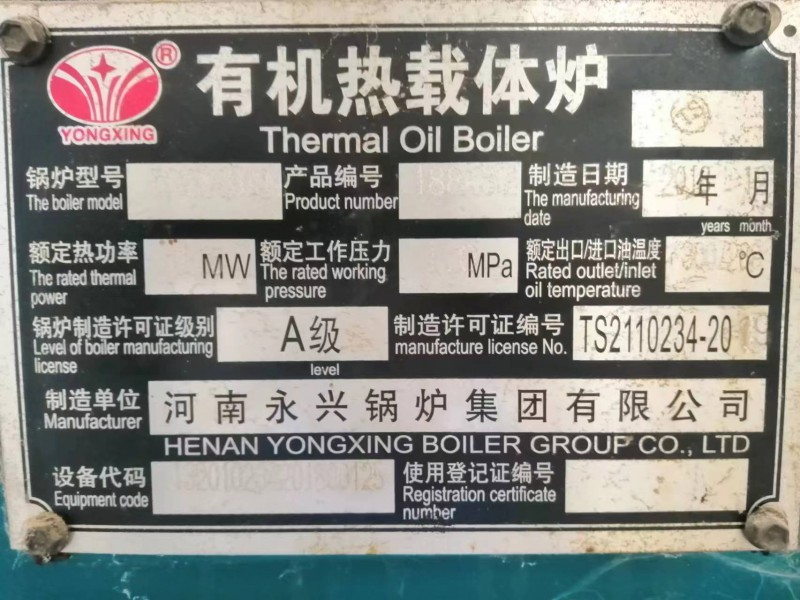 YONGXING ®
有机热载体炉
Thermal Oil Boiler
锅炉型号
The boiler model
产品编号
Product number
制造日期
The manufacturing
date
年 月
years month
额定热功率
The rated thermal
power
MW
额定工作压力
The rated working
pressure
MPa
额定出口/进口油温度
Rated outlet/inlet
oil temperature
℃
锅炉制造许可证级别
Level of boiler manufacturing
license
A级
level
制造许可证编号
manufacture license No.
TS2110234-2019
制造单位
Manufacturer
河南永兴锅炉集团有限公司
HENAN YONGXING BOILER GROUP CO., LTD
设备代码
Equipment code
使用登记证编号
Registration certificate
number